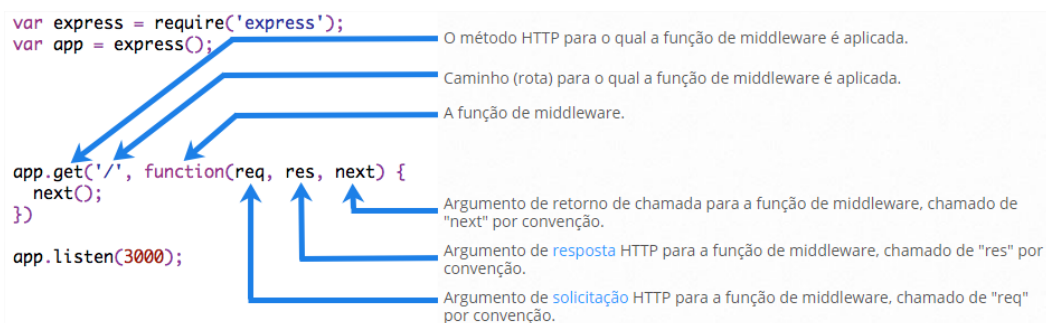 var express = require('express');
var app = express();
O método HTTP para o qual a função de middleware é aplicada.
Caminho (rota) para o qual a função de middleware é aplicada.
A função de middleware.
app.get('/', function(req, res, next) {
next();
})
Argumento de retorno de chamada para a função de middleware, chamado de
"next" por convenção.
app.listen(3000);
Argumento de resposta HTTP para a função de middleware, chamado de "res" por
convenção.
Argumento de solicitação HTTP para a função de middleware, chamado de "req"
por convenção.